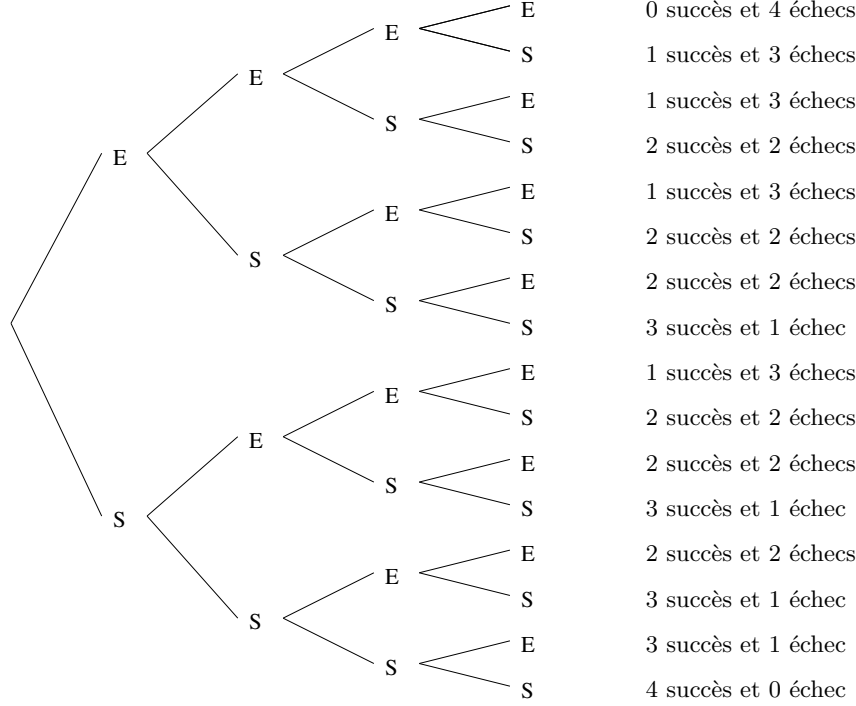 E 0 succès et 4 échecs
E
S 1 succès et 3 échecs
E
E 1 succès et 3 échecs
S
S 2 succès et 2 échecs
E
E 1 succès et 3 échecs
E
S 2 succès et 2 échecs
S
E 2 succès et 2 échecs
S
S 3 succès et 1 échec
E 1 succès et 3 échecs
E
S 2 succès et 2 échecs
E
E 2 succès et 2 échecs
S
S 3 succès et 1 échec
S
E 2 succès et 2 échecs
E
S 3 succès et 1 échec
S
E 3 succès et 1 échec
S
S 4 succès et 0 échec